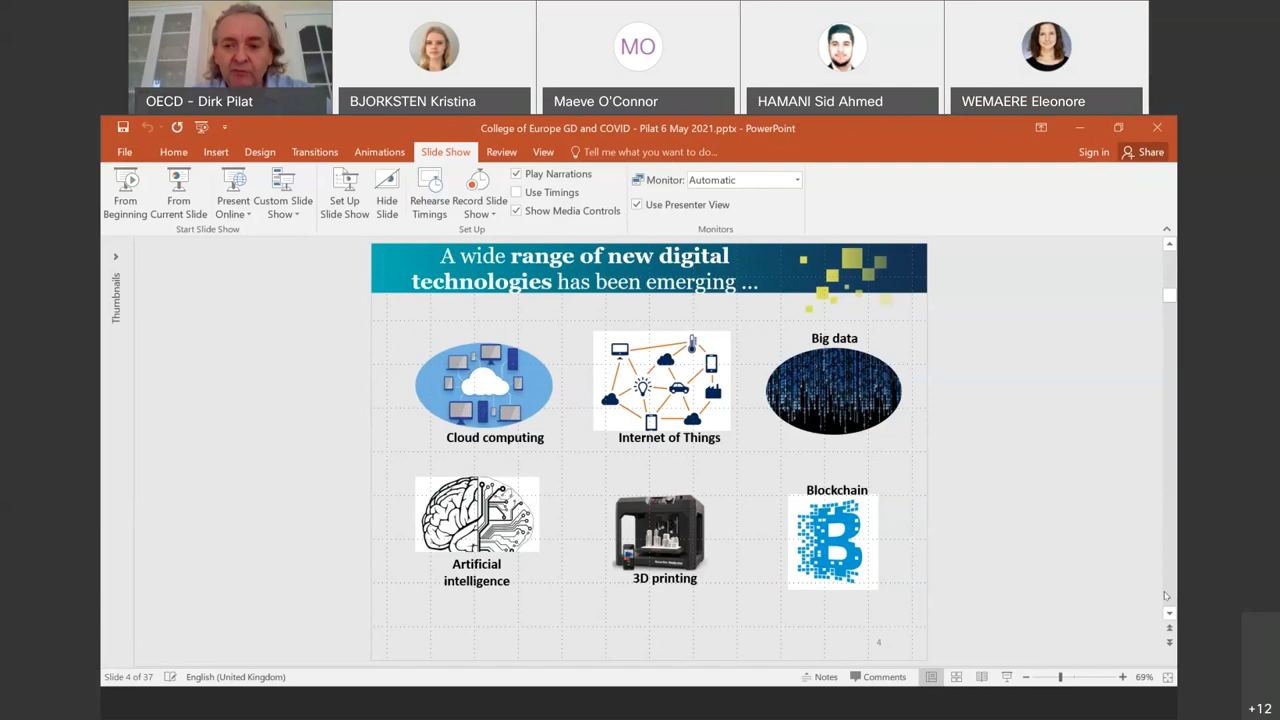 MO
OECD - Dirk Pilat
BJORKSTEN Kristina
Maeve O'Connor
HAMANI Sid Ahmed
WEMAERE Eleonore
College of Europe GD and COVID - Pilat 6 May 2021.pptx - PowerPoint
File Home Insert Design Transitions Animations Slide Show Review View Tell me what you want to do... Sign in Share
From Beginning
From Current Slide
Present Online
Custom Slide Show
Set Up Slide Show
Hide Slide
Rehearse Timings
Record Slide Show
Play Narrations
Use Timings
Show Media Controls
Monitor: Automatic
Use Presenter View
Start Slide Show
Set Up
Monitors
Thumbnails
A wide range of new digital
technologies has been emerging ...
Big data
Cloud computing
Internet of Things
Blockchain
B
Artificial
intelligence
3D printing
4
Slide 4 of 37 English (United Kingdom) Notes Comments 69%
+12